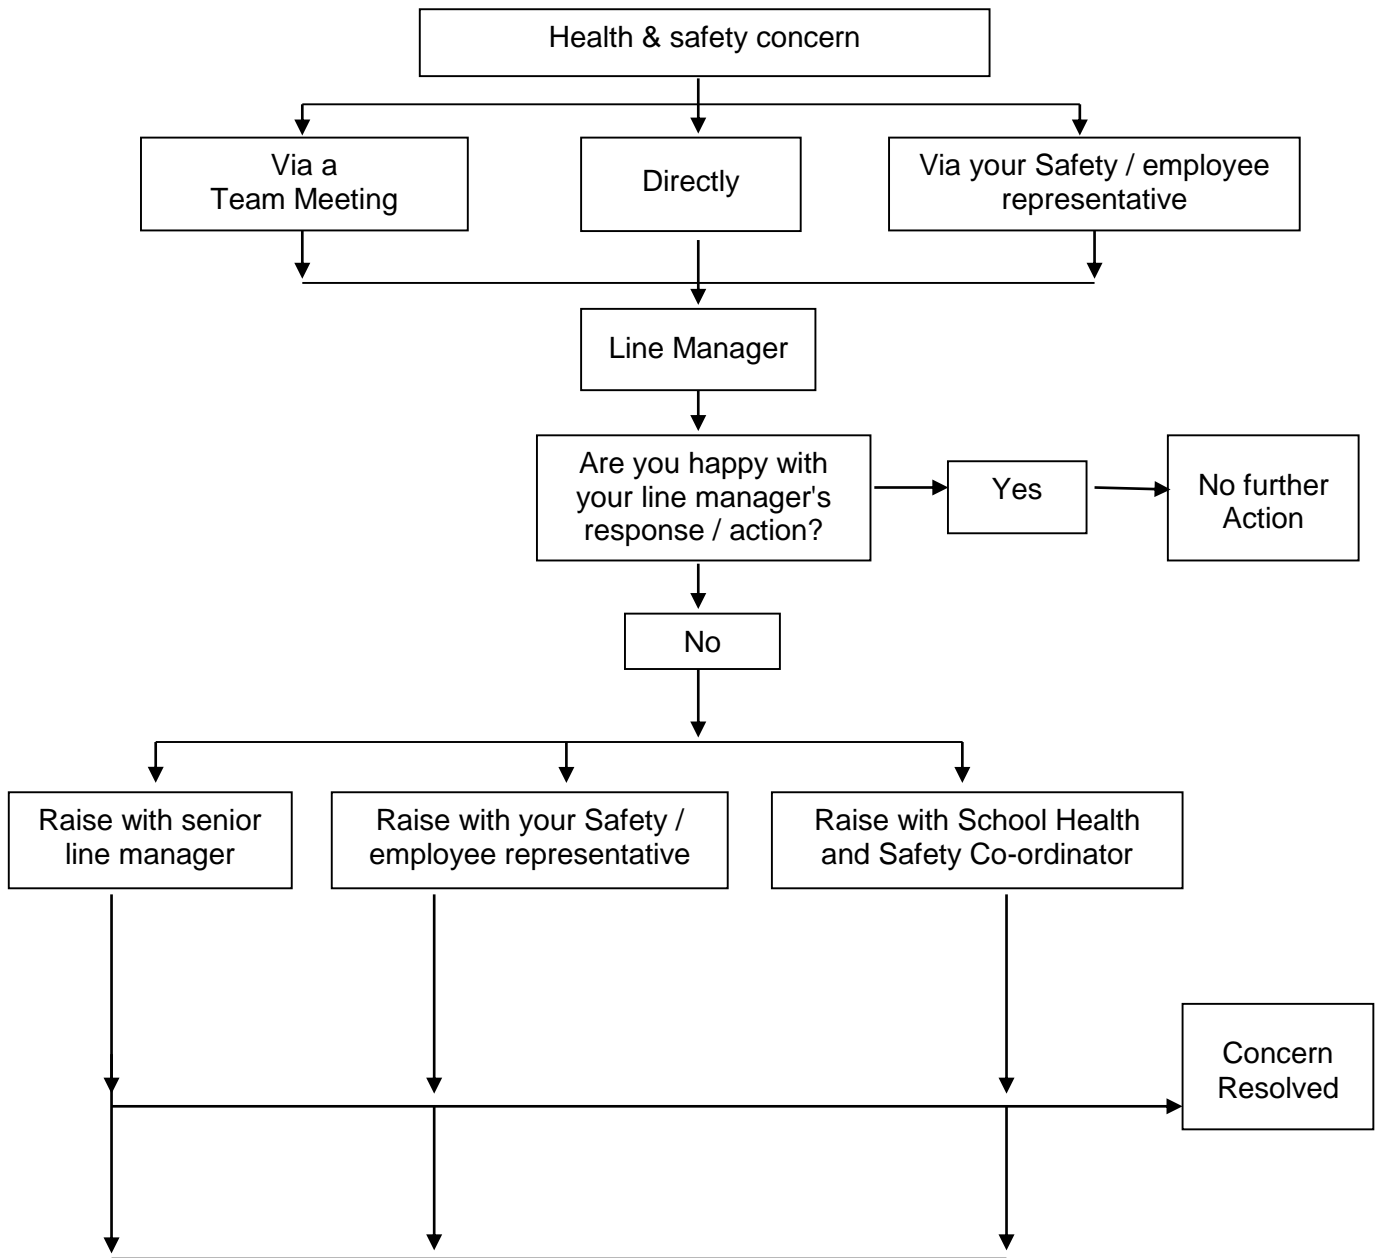 Health & safety concern
Via a
Team Meeting
Directly
Via your Safety / employee
representative
Line Manager
Are you happy with
your line manager's
response / action?
Yes
No further
Action
No
Raise with senior
line manager
Raise with your Safety /
employee representative
Raise with School Health
and Safety Co-ordinator
Concern
Resolved